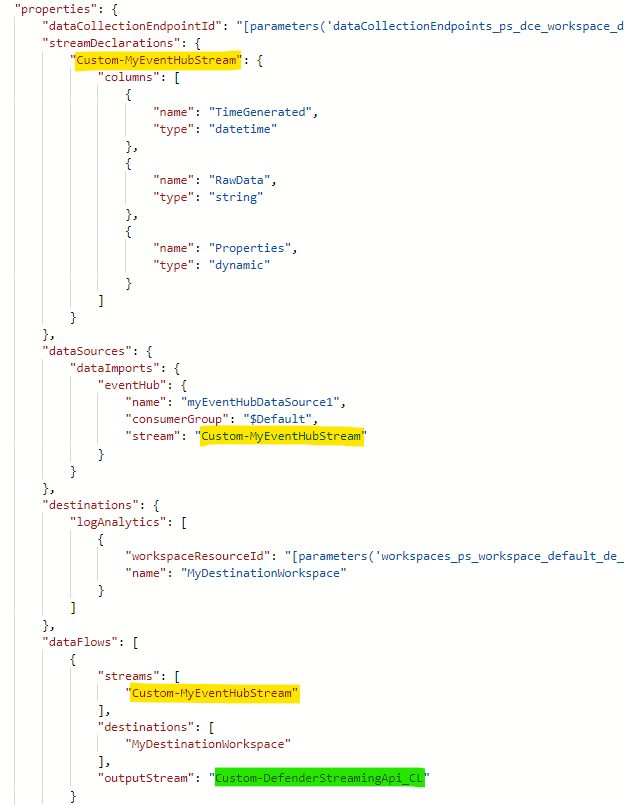 "properties": {
"dataCollectionEndpointId": "[parameters('dataCollectionEndpoints_ps_dce_workspace_d
"streamDeclarations": {
"Custom-MyEventHubStream": {
"columns": [
{
"name": "TimeGenerated",
"type": "datetime"
},
{
"name": "RawData",
"type": "string"
},
{
"name": "Properties",
"type": "dynamic"
}
]
}
},
"dataSources": {
"dataImports": {
"eventHub": {
"name": "myEventHubDataSource1",
"consumerGroup": "$Default",
"stream": "Custom-MyEventHubStream"
}
}
},
"destinations": {
"logAnalytics": [
{
"workspaceResourceId": "[parameters('workspaces_ps_workspace_default_de_
"name": "MyDestinationWorkspace"
}
]
},
"dataFlows": [
{
"streams": [
"Custom-MyEventHubStream"
],
"destinations": [
"MyDestinationWorkspace"
],
"outputStream": "Custom-DefenderStreamingApi_CL"
}